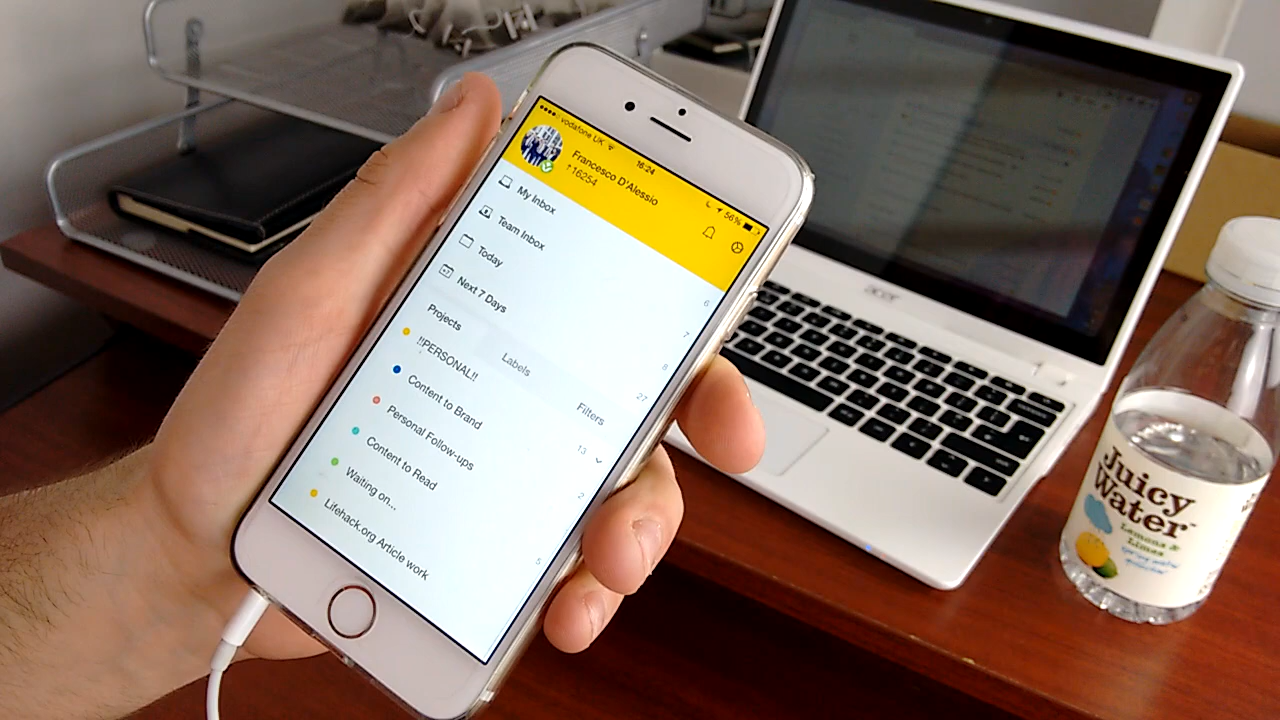 vodafone UK 16:24 56%
Francesco D'Alessio
↑16254
My Inbox 6
Team Inbox 7
Today 8
Next 7 Days 27
Projects Labels Filters
!!PERSONAL!! 13
Content to Brand 2
Personal Follow-ups
Content to Read 5
Waiting on...
Lifehack.org Article work
acer
Juicy
Water
Lemons &
Limes
spring water